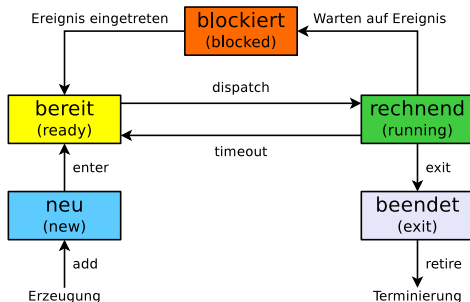 blockiert
(blocked)
Ereignis eingetreten
Warten auf Ereignis
bereit
(ready)
dispatch
rechnend
(running)
timeout
enter
exit
neu
(new)
beendet
(exit)
add
retire
Erzeugung
Terminierung